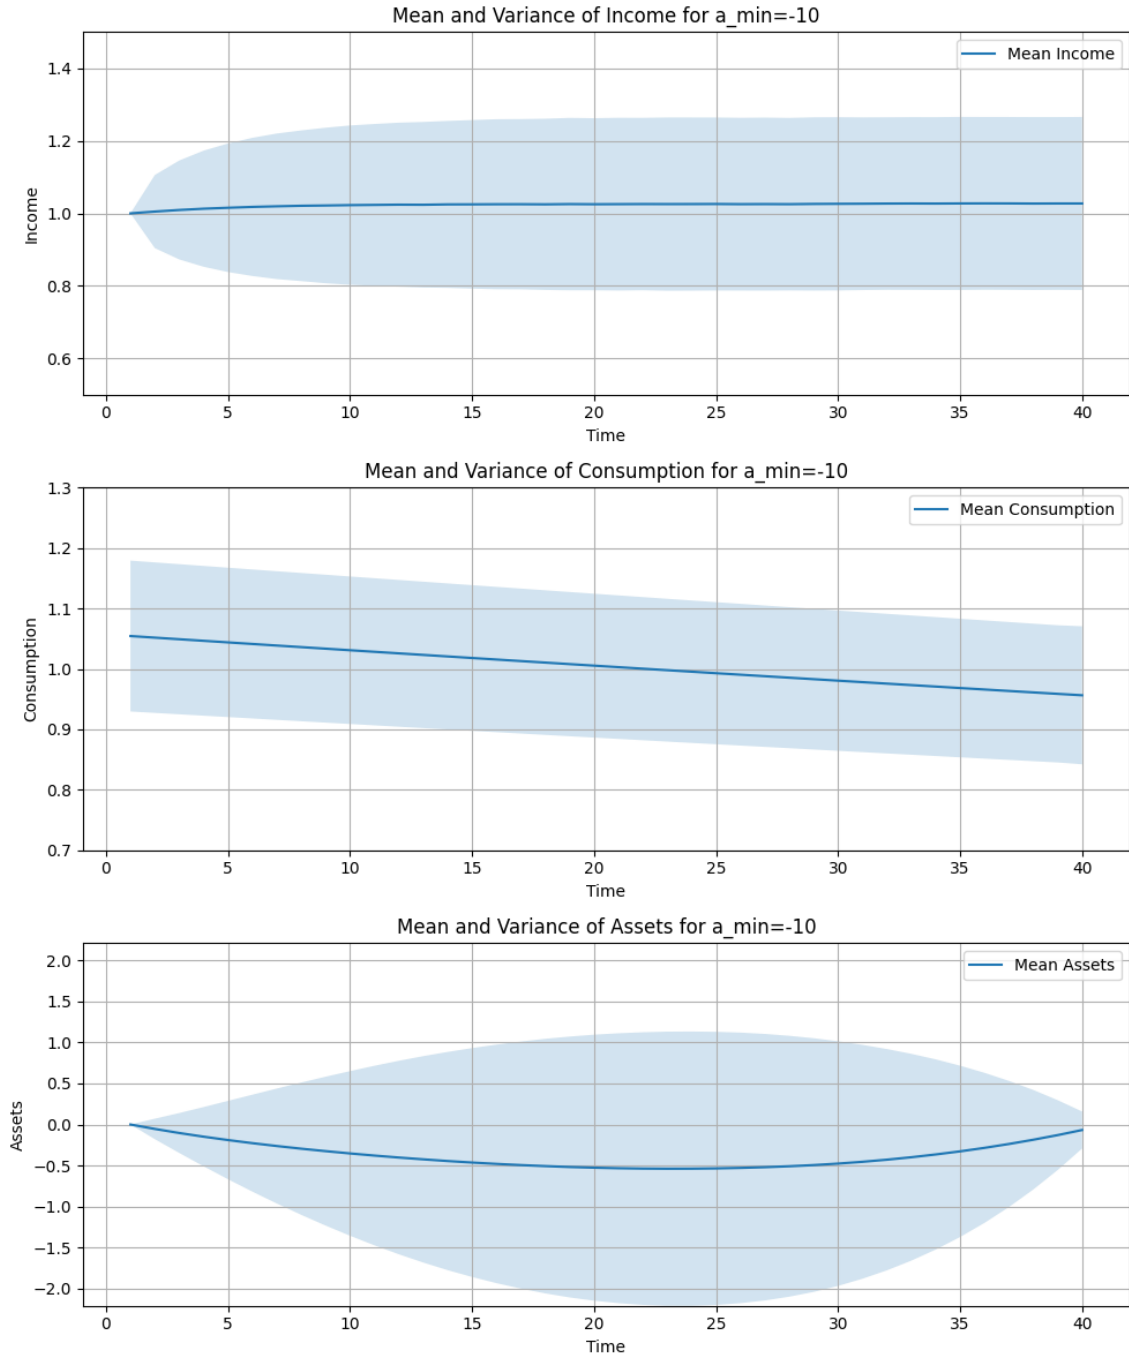 Mean and Variance of Income for a_min=-10
Mean Income
1.4
1.2
1.0
0.8
0.6
Income
0 5 10 15 20 25 30 35 40
Time
Mean and Variance of Consumption for a_min=-10
Mean Consumption
1.3
1.2
1.1
1.0
0.9
0.8
0.7
Consumption
0 5 10 15 20 25 30 35 40
Time
Mean and Variance of Assets for a_min=-10
Mean Assets
2.0
1.5
1.0
0.5
0.0
−0.5
−1.0
−1.5
−2.0
Assets
0 5 10 15 20 25 30 35 40
Time